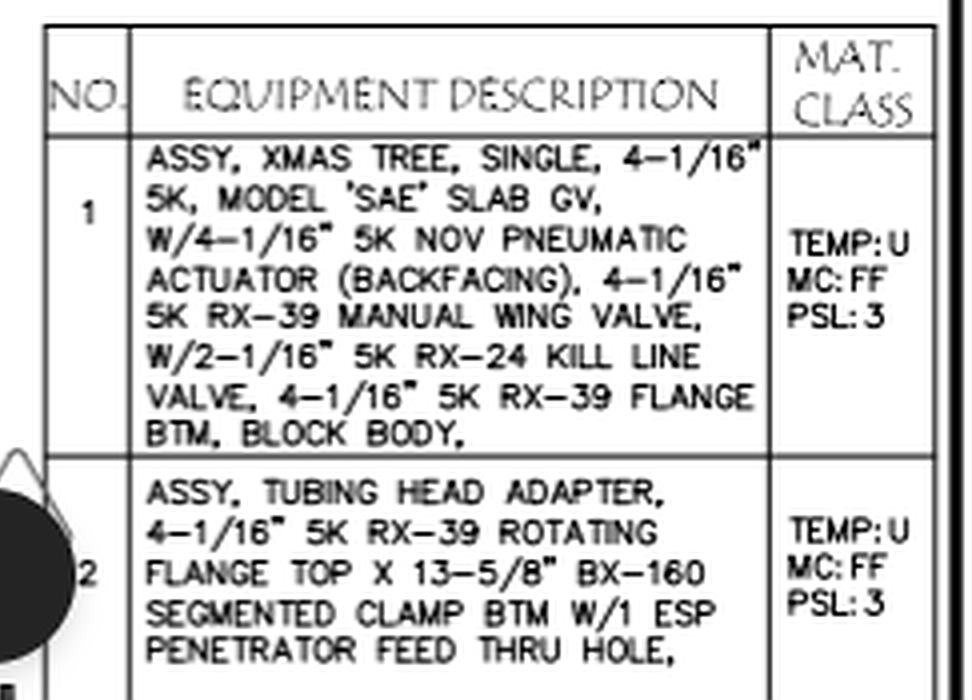 NO. EQUIPMENT DESCRIPTION MAT. CLASS
1
ASSY, XMAS TREE, SINGLE, 4-1/16"
5K, MODEL 'SAE' SLAB GV,
W/4-1/16" 5K NOV PNEUMATIC
ACTUATOR (BACKFACING), 4-1/16"
5K RX-39 MANUAL WING VALVE,
W/2-1/16" 5K RX-24 KILL LINE
VALVE, 4-1/16" 5K RX-39 FLANGE
BTM, BLOCK BODY,
TEMP: U
MC: FF
PSL: 3
2
ASSY, TUBING HEAD ADAPTER,
4-1/16" 5K RX-39 ROTATING
FLANGE TOP X 13-5/8" BX-160
SEGMENTED CLAMP BTM W/1 ESP
PENETRATOR FEED THRU HOLE,
TEMP: U
MC: FF
PSL: 3